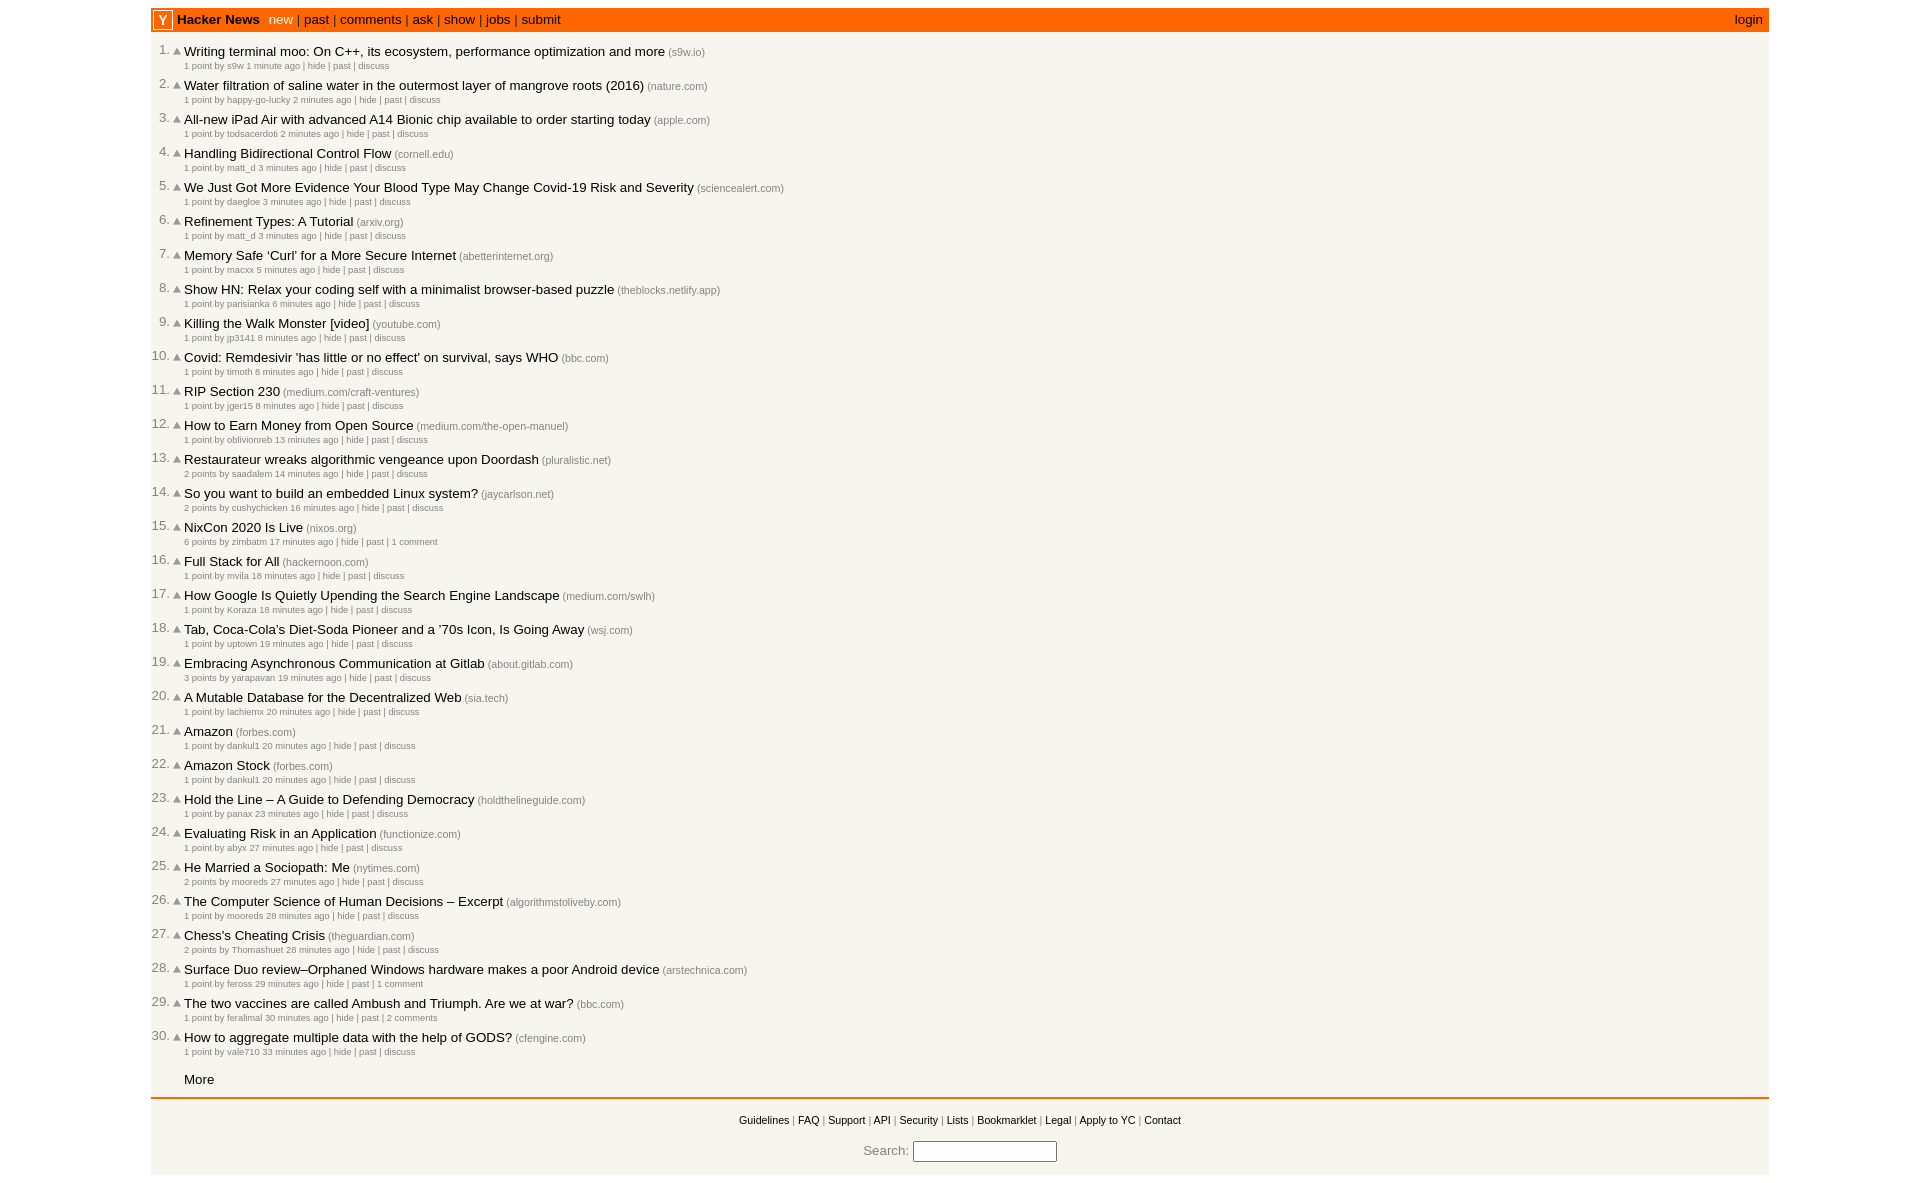 Y Hacker News new | past | comments | ask | show | jobs | submit login
1. Writing terminal moo: On C++, its ecosystem, performance optimization and more (s9w.io)
1 point by s9w 1 minute ago | hide | past | discuss
2. Water filtration of saline water in the outermost layer of mangrove roots (2016) (nature.com)
1 point by happy-go-lucky 2 minutes ago | hide | past | discuss
3. All-new iPad Air with advanced A14 Bionic chip available to order starting today (apple.com)
1 point by todsacerdoti 2 minutes ago | hide | past | discuss
4. Handling Bidirectional Control Flow (cornell.edu)
1 point by matt_d 3 minutes ago | hide | past | discuss
5. We Just Got More Evidence Your Blood Type May Change Covid-19 Risk and Severity (sciencealert.com)
1 point by daegloe 3 minutes ago | hide | past | discuss
6. Refinement Types: A Tutorial (arxiv.org)
1 point by matt_d 3 minutes ago | hide | past | discuss
7. Memory Safe ‘Curl’ for a More Secure Internet (abetterinternet.org)
1 point by macxx 5 minutes ago | hide | past | discuss
8. Show HN: Relax your coding self with a minimalist browser-based puzzle (theblocks.netlify.app)
1 point by parisianka 6 minutes ago | hide | past | discuss
9. Killing the Walk Monster [video] (youtube.com)
1 point by jp3141 8 minutes ago | hide | past | discuss
10. Covid: Remdesivir 'has little or no effect' on survival, says WHO (bbc.com)
1 point by timoth 8 minutes ago | hide | past | discuss
11. RIP Section 230 (medium.com/craft-ventures)
1 point by jger15 8 minutes ago | hide | past | discuss
12. How to Earn Money from Open Source (medium.com/the-open-manuel)
1 point by oblivionreb 13 minutes ago | hide | past | discuss
13. Restaurateur wreaks algorithmic vengeance upon Doordash (pluralistic.net)
2 points by saadalem 14 minutes ago | hide | past | discuss
14. So you want to build an embedded Linux system? (jaycarlson.net)
2 points by cushychicken 16 minutes ago | hide | past | discuss
15. NixCon 2020 Is Live (nixos.org)
6 points by zimbatm 17 minutes ago | hide | past | 1 comment
16. Full Stack for All (hackernoon.com)
1 point by mvila 18 minutes ago | hide | past | discuss
17. How Google Is Quietly Upending the Search Engine Landscape (medium.com/swlh)
1 point by Koraza 18 minutes ago | hide | past | discuss
18. Tab, Coca-Cola’s Diet-Soda Pioneer and a ’70s Icon, Is Going Away (wsj.com)
1 point by uptown 19 minutes ago | hide | past | discuss
19. Embracing Asynchronous Communication at Gitlab (about.gitlab.com)
3 points by yarapavan 19 minutes ago | hide | past | discuss
20. A Mutable Database for the Decentralized Web (sia.tech)
1 point by lachiemx 20 minutes ago | hide | past | discuss
21. Amazon (forbes.com)
1 point by dankul1 20 minutes ago | hide | past | discuss
22. Amazon Stock (forbes.com)
1 point by dankul1 20 minutes ago | hide | past | discuss
23. Hold the Line – A Guide to Defending Democracy (holdthelineguide.com)
1 point by panax 23 minutes ago | hide | past | discuss
24. Evaluating Risk in an Application (functionize.com)
1 point by abyx 27 minutes ago | hide | past | discuss
25. He Married a Sociopath: Me (nytimes.com)
2 points by mooreds 27 minutes ago | hide | past | discuss
26. The Computer Science of Human Decisions – Excerpt (algorithmstoliveby.com)
1 point by mooreds 28 minutes ago | hide | past | discuss
27. Chess's Cheating Crisis (theguardian.com)
2 points by Thomashuet 28 minutes ago | hide | past | discuss
28. Surface Duo review–Orphaned Windows hardware makes a poor Android device (arstechnica.com)
1 point by feross 29 minutes ago | hide | past | 1 comment
29. The two vaccines are called Ambush and Triumph. Are we at war? (bbc.com)
1 point by feralimal 30 minutes ago | hide | past | 2 comments
30. How to aggregate multiple data with the help of GODS? (cfengine.com)
1 point by vale710 33 minutes ago | hide | past | discuss
More
Guidelines | FAQ | Support | API | Security | Lists | Bookmarklet | Legal | Apply to YC | Contact
Search: